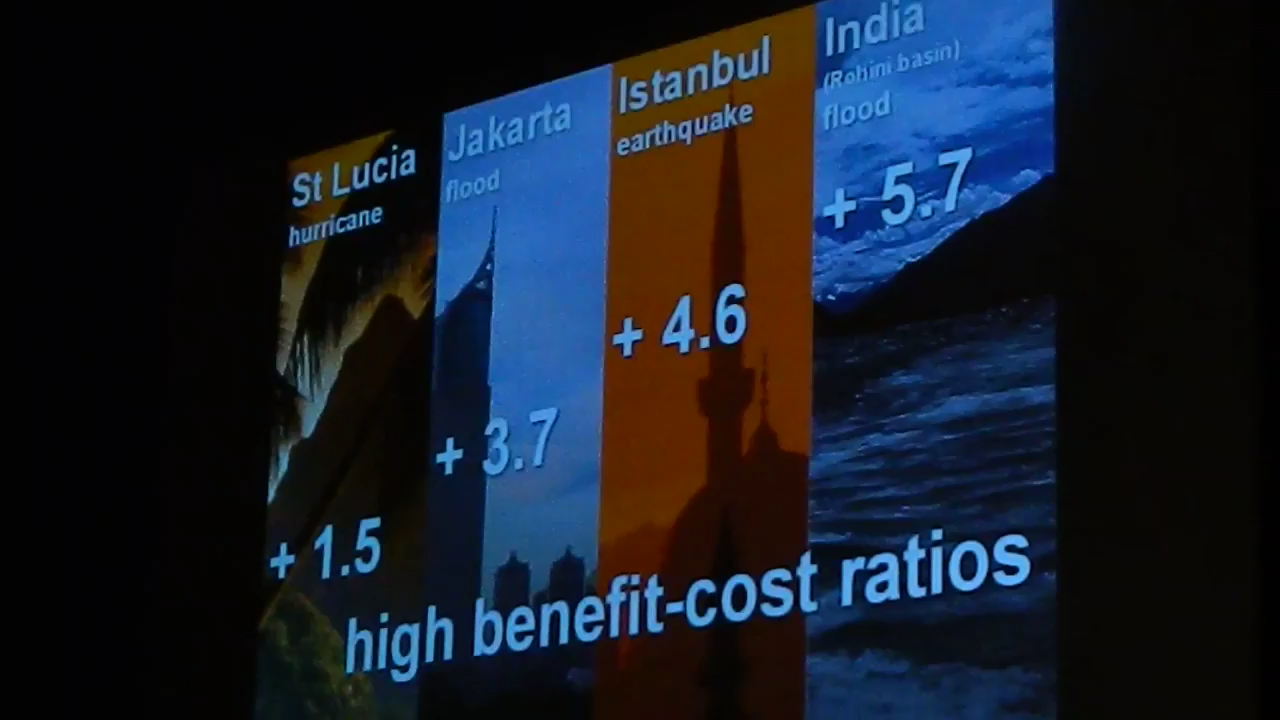 St Lucia
hurricane
+ 1.5
Jakarta
flood
+ 3.7
Istanbul
earthquake
+ 4.6
India
(Rohini basin)
flood
+ 5.7
high benefit-cost ratios